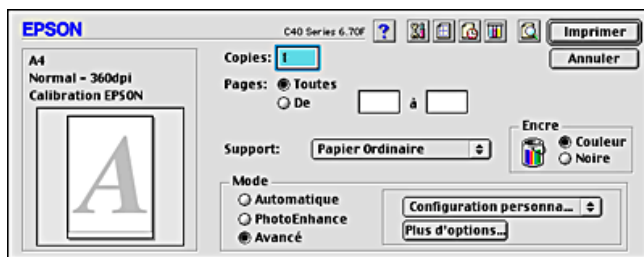 EPSON
C40 Series 6.70F
?
Imprimer
Annuler
A4
Normal - 360dpi
Calibration EPSON
A
Copies: 1
Pages: Toutes
De à
Support: Papier Ordinaire
Encre
Couleur
Noire
Mode
Automatique
PhotoEnhance
Avancé
Configuration personna...
Plus d'options...